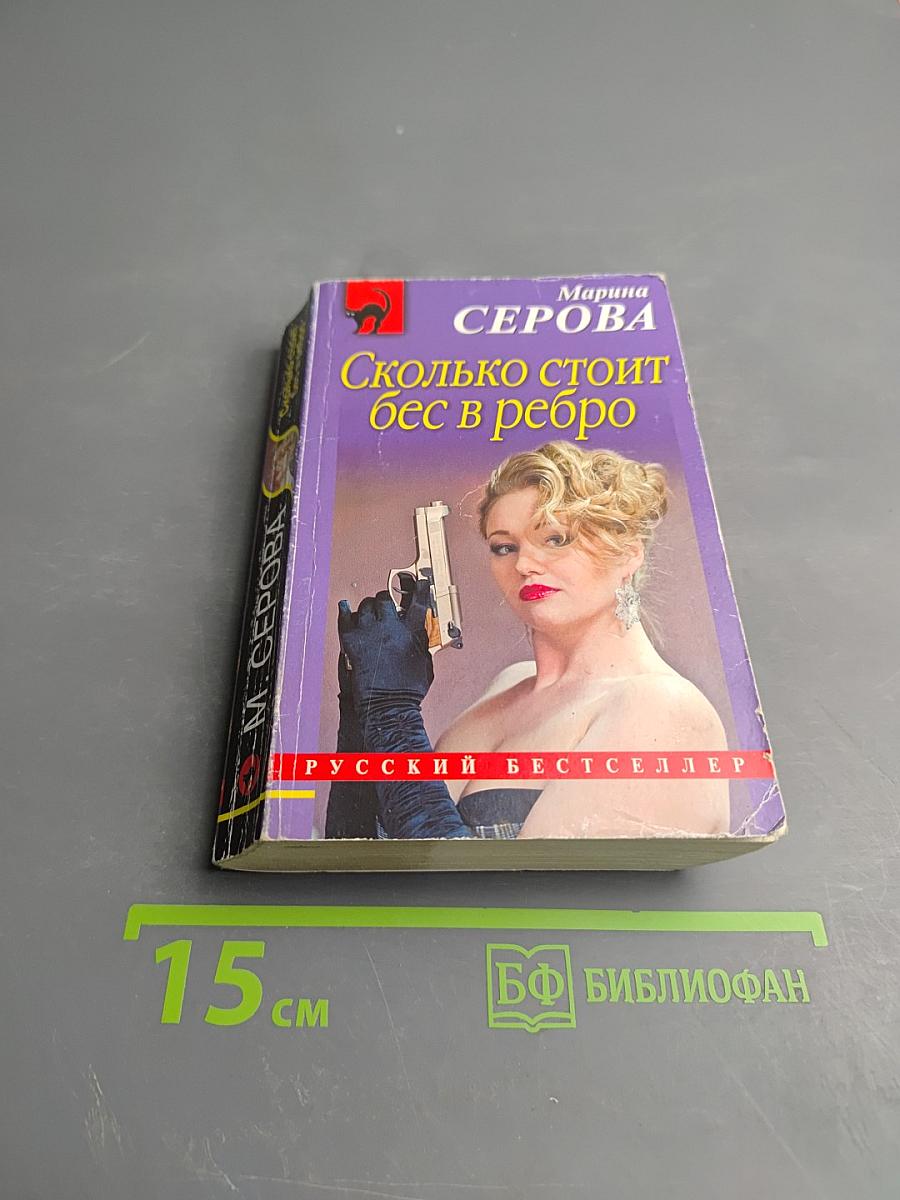 Марина
СЕРОВА
Сколько стоит
бес в ребро
РУССКИЙ БЕСТСЕЛЛЕР
М. СЕРОВА
15 см
БФ БИБЛИОФАН